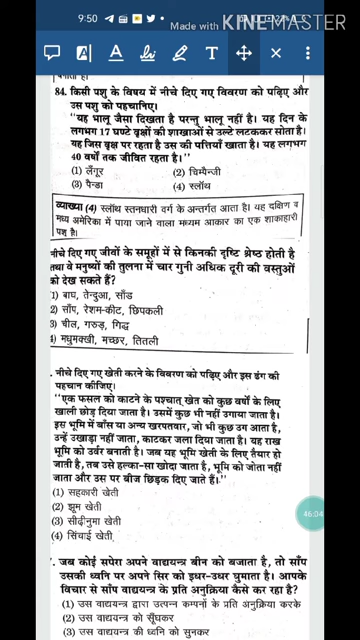 9:50
Made with
KINEMASTER
84. किसी पशु के विषय में नीचे दिए गए विवरण को पढ़िए और
उस पशु को पहचानिए।
"यह भालू जैसा दिखता है परन्तु भालू नहीं है। यह दिन के
लगभग 17 घण्टे वृक्षों की शाखाओं से उल्टे लटककर सोता है।
यह जिस वृक्ष पर रहता है उस की पत्तियाँ खाता है। यह लगभग
40 वर्षों तक जीवित रहता है।"
(1) लँगूर (2) चिम्पैन्जी
(3) पैन्डा (4) स्लॉथ
व्याख्या (4) स्लॉथ स्तनधारी वर्ग के अन्तर्गत आता है। यह दक्षिण व
मध्य अमेरिका में पाया जाने वाला मध्यम आकार का एक शाकाहारी
पशु है।
नीचे दिए गए जीवों के समूहों में से किनकी दृष्टि श्रेष्ठ होती है
तथा वे मनुष्यों की तुलना में चार गुनी अधिक दूरी की वस्तुओं
को देख सकते हैं?
1) बाघ, तेन्दुआ, साँड
2) साँप, रेशम-कीट, छिपकली
3) चील, गरुड़, गिद्ध
4) मधुमक्खी, मच्छर, तितली
. नीचे दिए गए खेती करने के विवरण को पढ़िए और इस ढंग की
पहचान कीजिए।
"एक फसल को काटने के पश्चात् खेत को कुछ वर्षों के लिए
खाली छोड़ दिया जाता है। उसमें कुछ भी नहीं उगाया जाता है।
इस भूमि में बाँस या अन्य खरपतवार, जो भी कुछ उग आता है,
उन्हें उखाड़ा नहीं जाता, काटकर जला दिया जाता है। यह राख
भूमि को उर्वर बनाती है। जब यह भूमि खेती के लिए तैयार हो
जाती है, तब उसे हल्का-सा खोदा जाता है, भूमि को जोता नहीं
जाता और उस पर बीज छिड़क दिए जाते हैं।"
(1) सहकारी खेती
(2) झूम खेती
(3) सीढ़ीनुमा खेती
(4) सिंचाई खेती
46:04
7. जब कोई सपेरा अपने वाद्ययन्त्र बीन को बजाता है, तो साँप
उसकी ध्वनि पर अपने सिर को इधर-उधर घुमाता है। आपके
विचार से साँप वाद्ययन्त्र के प्रति अनुक्रिया कैसे कर रहा है?
(1) उस वाद्ययन्त्र द्वारा उत्पन्न कम्पनों के प्रति अनुक्रिया करके
(2) उस वाद्ययन्त्र को सूँघकर
(3) उस वाद्ययन्त्र की ध्वनि को सुनकर